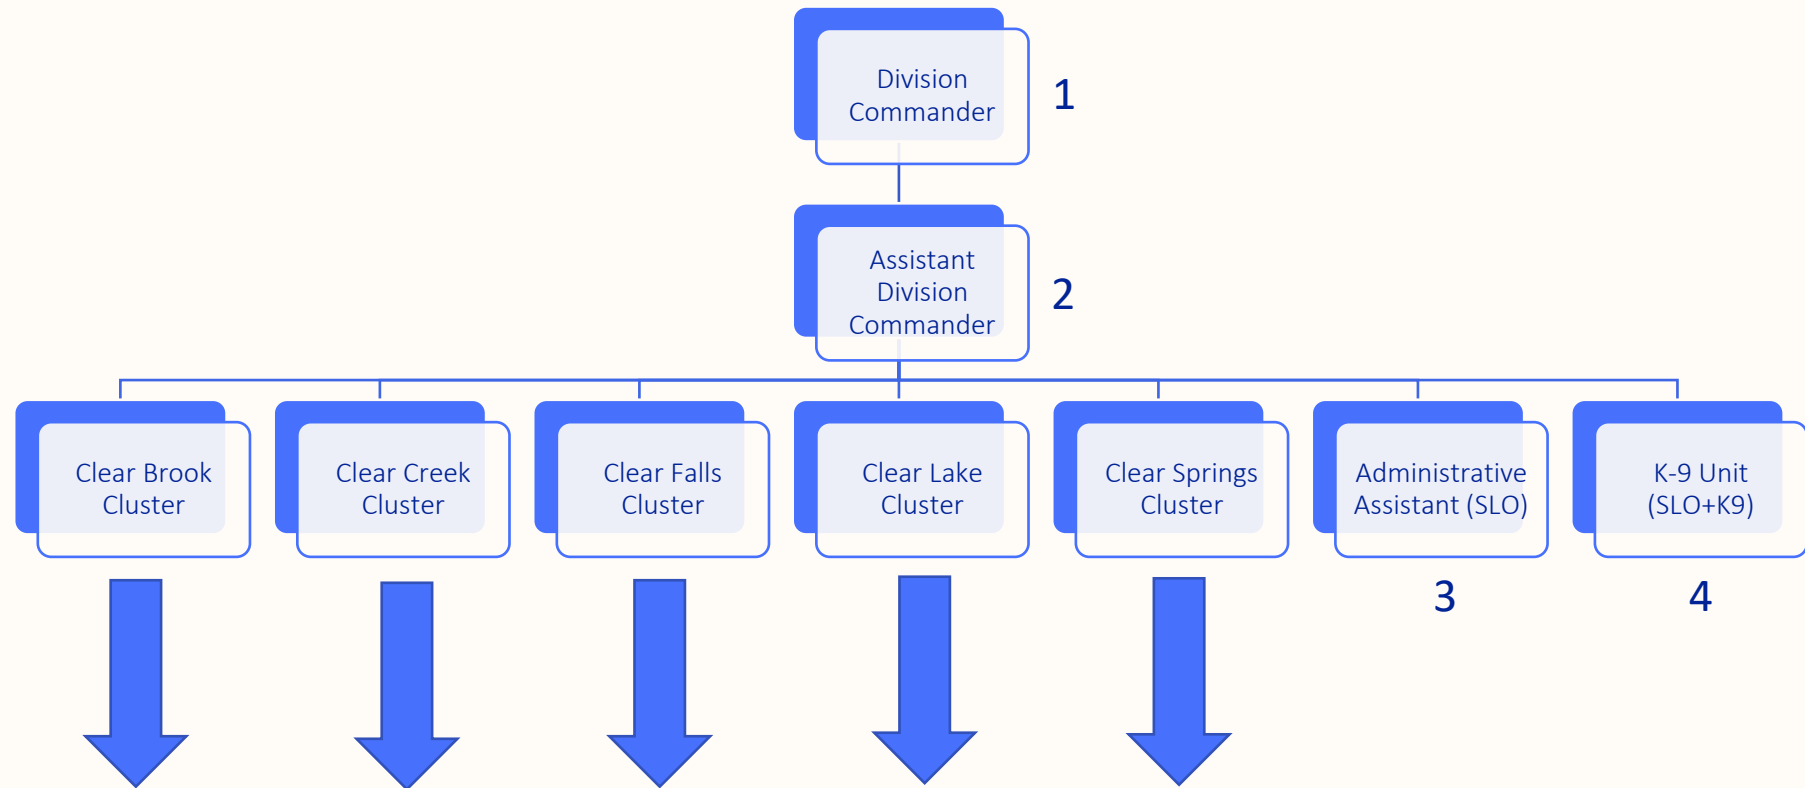 Division
Commander
1
Assistant
Division
Commander
2
Clear Brook
Cluster
Clear Creek
Cluster
Clear Falls
Cluster
Clear Lake
Cluster
Clear Springs
Cluster
Administrative
Assistant (SLO)
3
K-9 Unit
(SLO+K9)
4